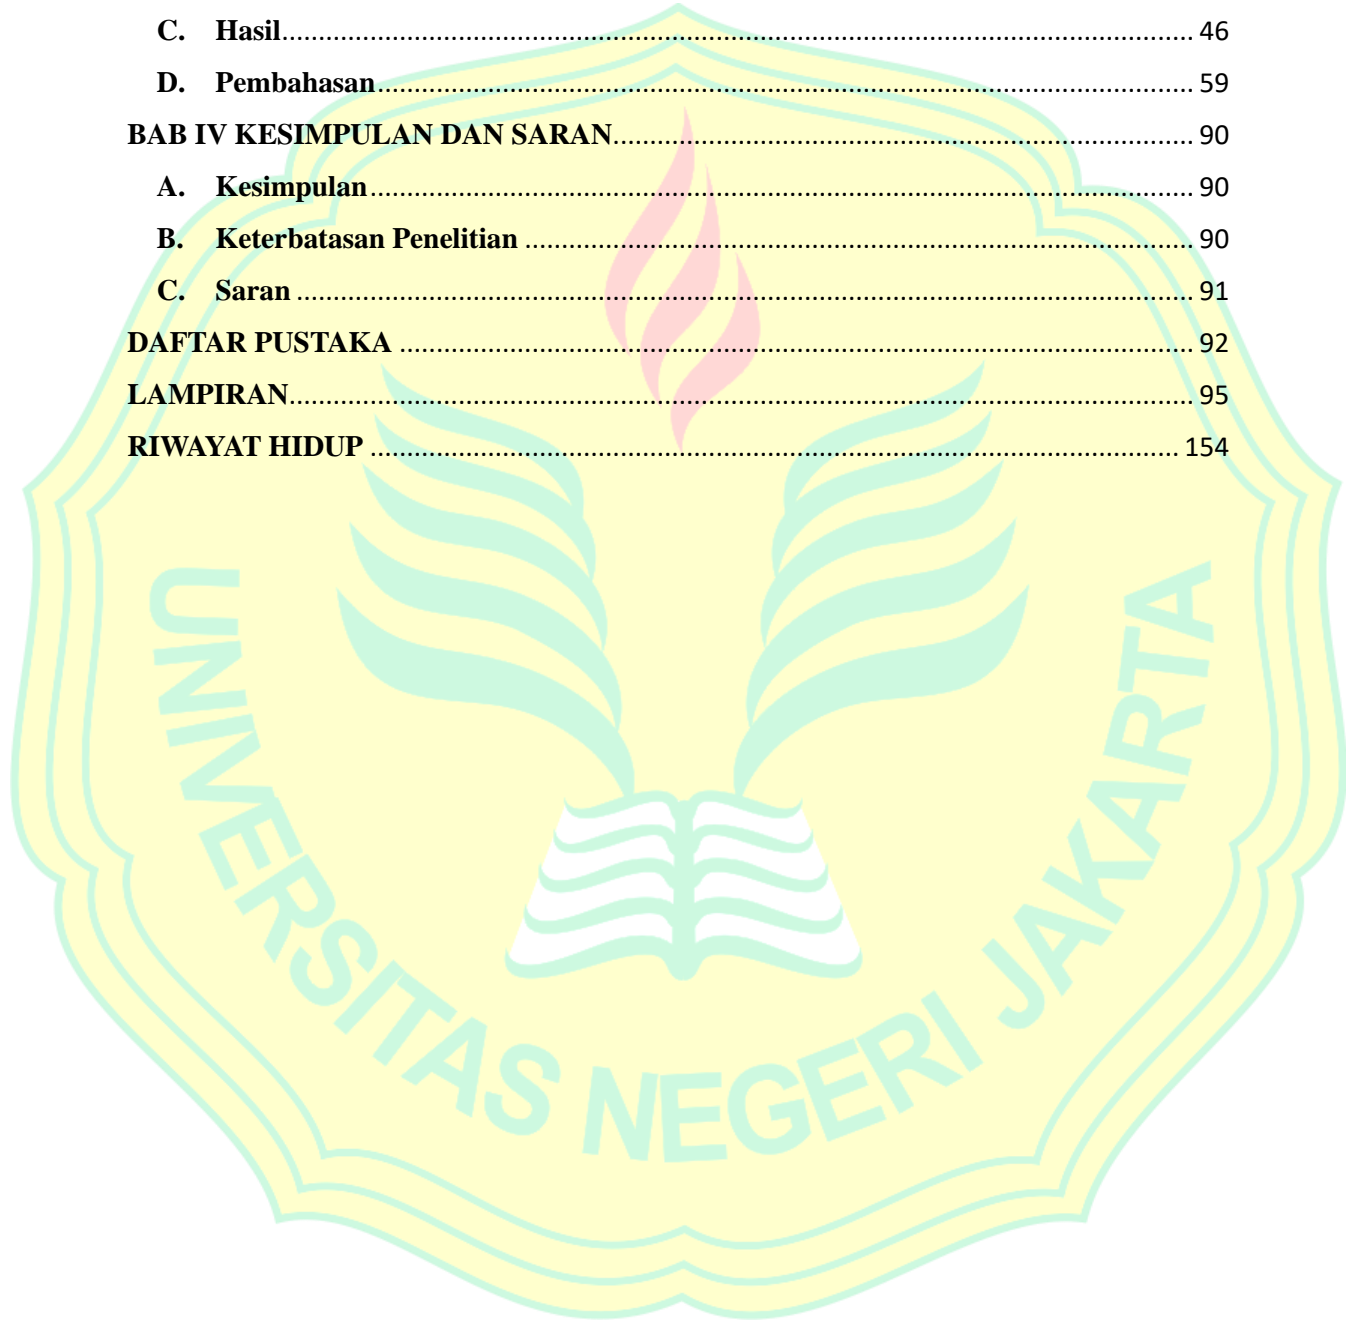 C. Hasil........................................................................................................................ 46
D. Pembahasan............................................................................................................ 59
BAB IV KESIMPULAN DAN SARAN............................................................................ 90
A. Kesimpulan............................................................................................................. 90
B. Keterbatasan Penelitian ......................................................................................... 90
C. Saran ...................................................................................................................... 91
DAFTAR PUSTAKA ........................................................................................................ 92
LAMPIRAN....................................................................................................................... 95
RIWAYAT HIDUP .......................................................................................................... 154
UNIVERSITAS NEGERI JAKARTA